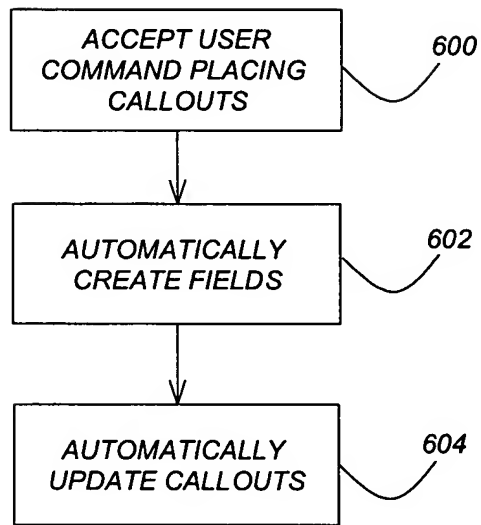 ACCEPT USER
COMMAND PLACING
CALLOUTS
600
AUTOMATICALLY
CREATE FIELDS
602
AUTOMATICALLY
UPDATE CALLOUTS
604